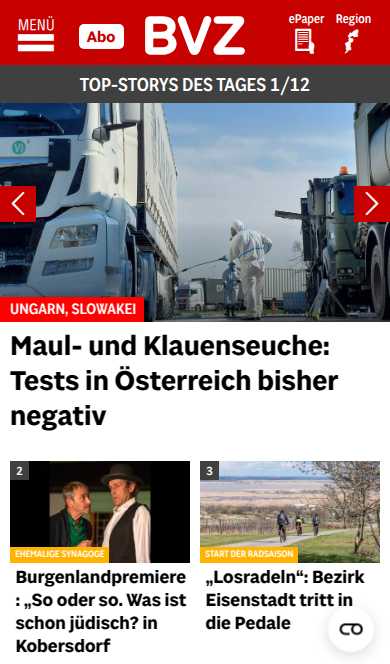 MENÜ
Abo
BVZ
ePaper
Region
TOP-STORYS DES TAGES 1/12
UNGARN, SLOWAKEI
Maul- und Klauenseuche:
Tests in Österreich bisher
negativ
2
EHEMALIGE SYNAGOGE
Burgenlandpremiere
: „So oder so. Was ist
schon jüdisch? in
Kobersdorf
3
START DER RADSAISON
„Losradeln“: Bezirk
Eisenstadt tritt in
die Pedale